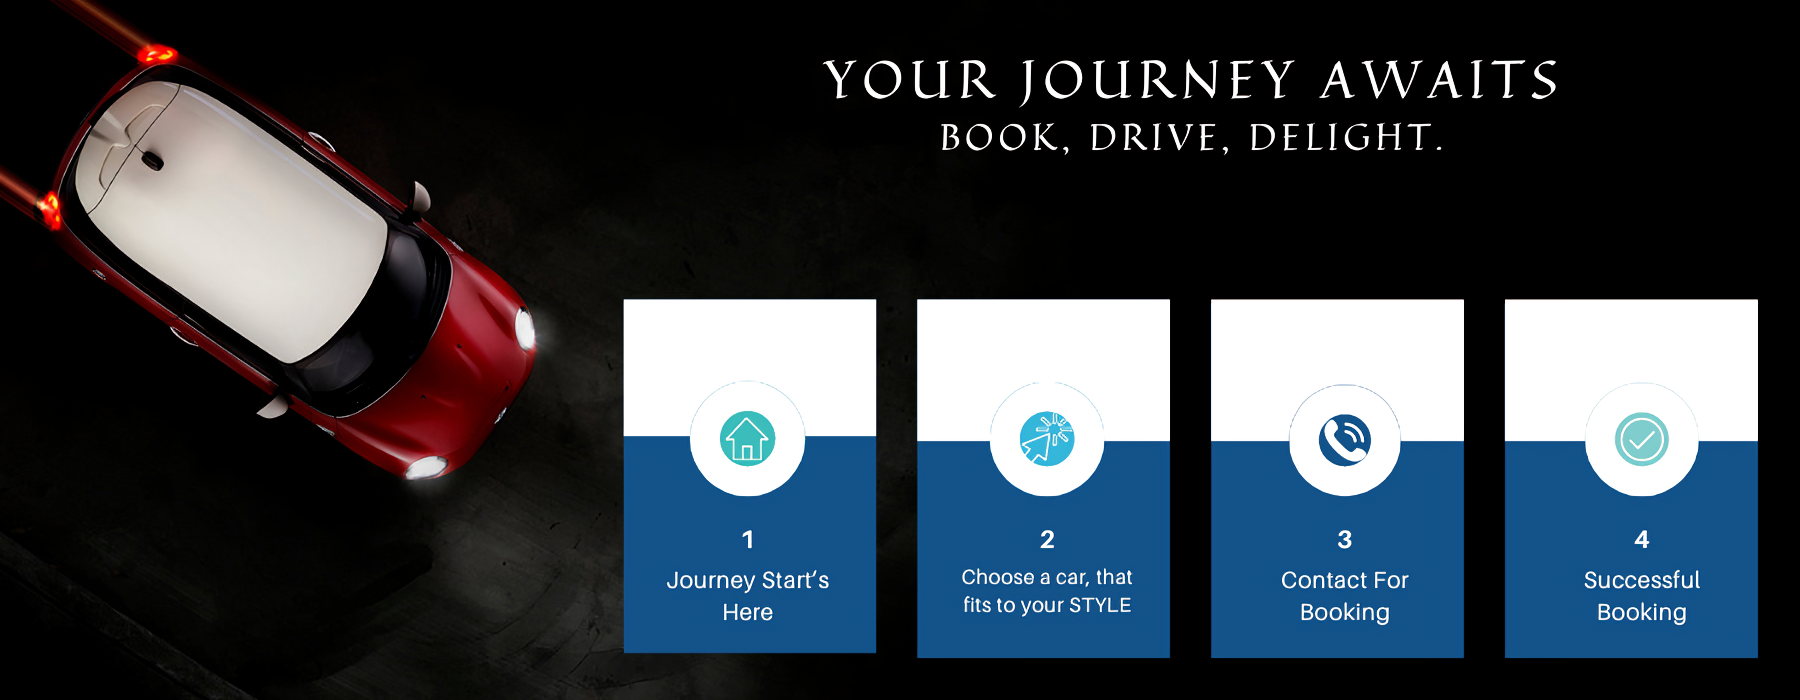 YOUR JOURNEY AWAITS
BOOK, DRIVE, DELIGHT.
1
Journey Start's
Here
2
Choose a car, that
fits to your STYLE
3
Contact For
Booking
4
Successful
Booking